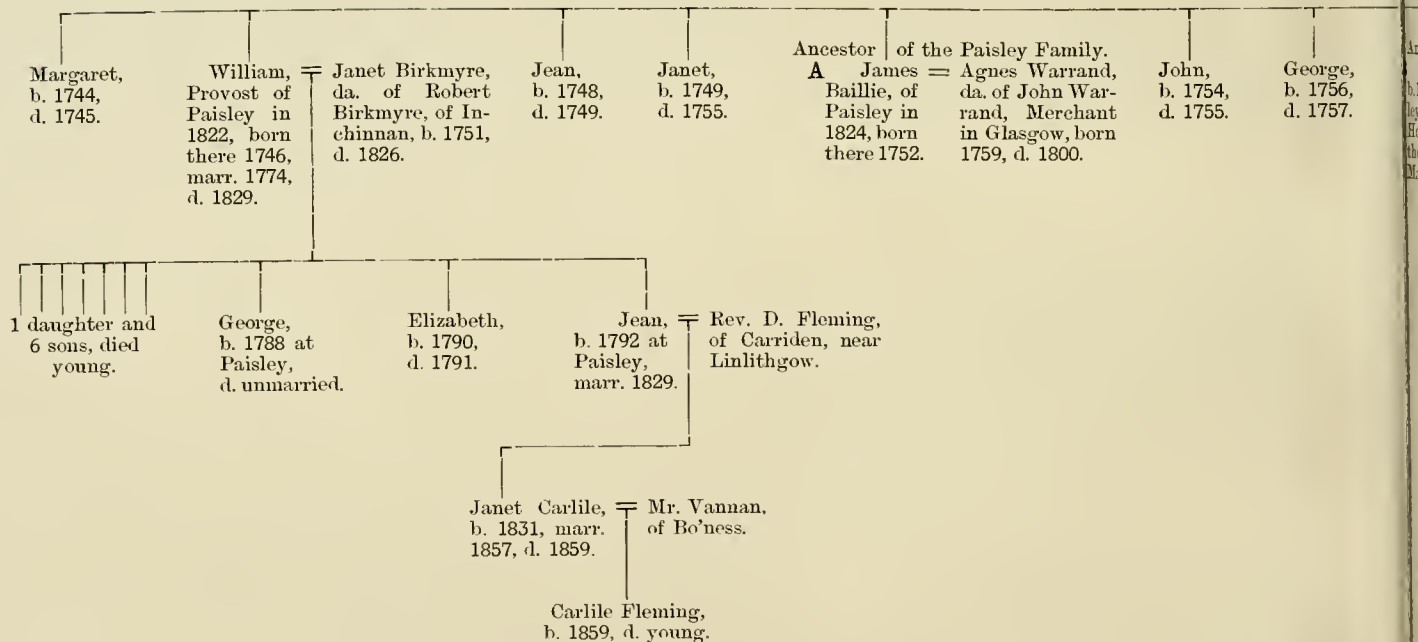 Margaret,
b. 1744,
d. 1745.
William,
Provost of
Paisley in
1822, born
there 1746,
marr. 1774,
d. 1829.
Janet Birkmyre,
da. of Robert
Birkmyre, of In-
chinnan, b. 1751,
d. 1826.
Jean,
b. 1748,
d. 1749.
Janet,
b. 1749,
d. 1755.
Ancestor of the Paisley Family.
A James = Agnes Warrand,
Baillie, of
Paisley in
1824, born
there 1752.
da. of John War-
rand, Merchant
in Glasgow, born
1759, d. 1800.
John,
b. 1754,
d. 1755.
George,
b. 1756,
d. 1757.
1 daughter and
6 sons, died
young.
George,
b. 1788 at
Paisley,
d. unmarried.
Elizabeth,
b. 1790,
d. 1791.
Jean,
b. 1792 at
Paisley,
marr. 1829.
Rev. D. Fleming,
of Carriden, near
Linlithgow.
Janet Carlile,
b. 1831, marr.
1857, d. 1859.
Mr. Vannan,
of Bo'ness.
Carlile Fleming,
b. 1859, d. young.